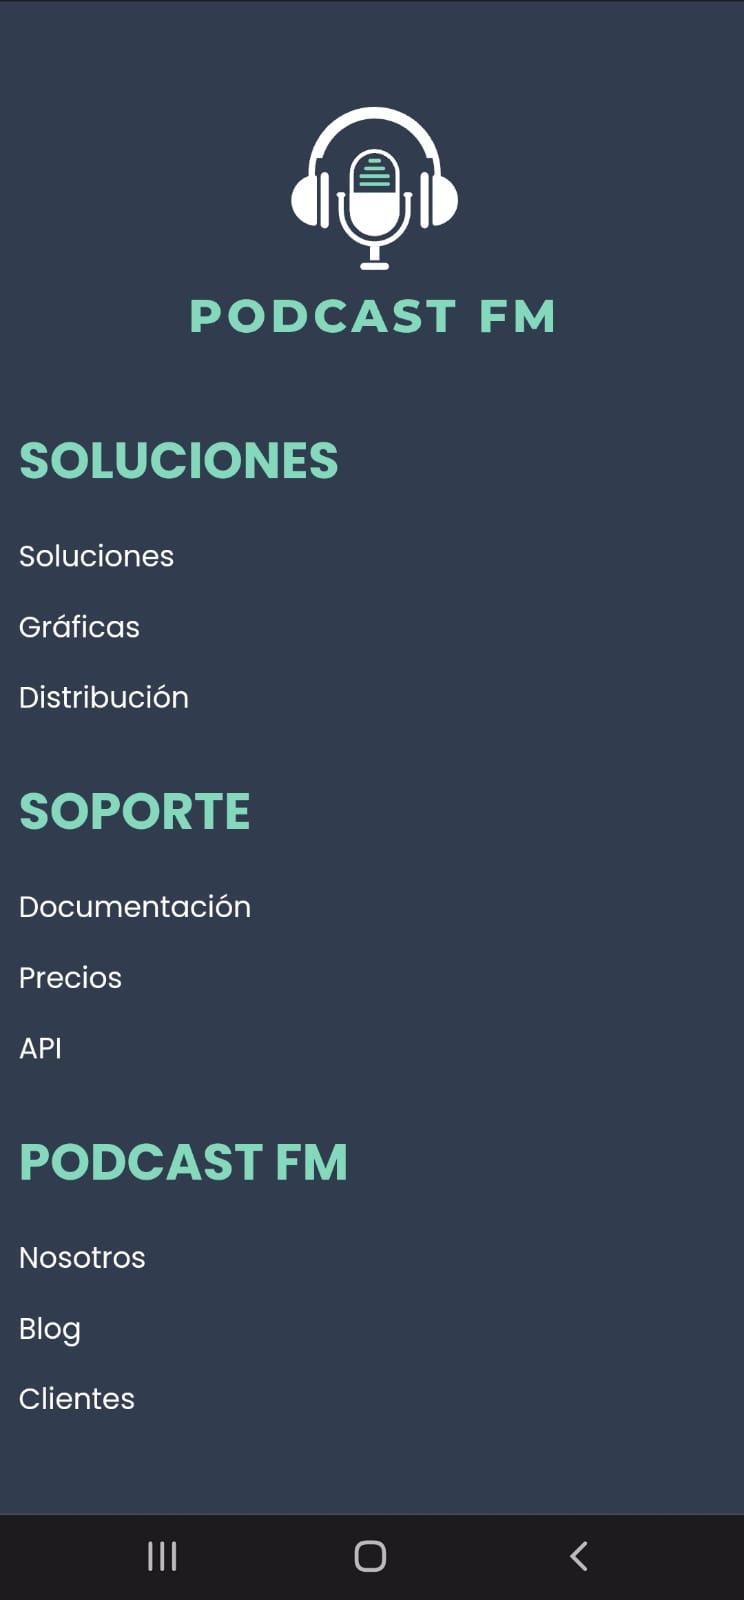 PODCAST FM
SOLUCIONES
Soluciones
Gráficas
Distribución
SOPORTE
Documentación
Precios
API
PODCAST FM
Nosotros
Blog
Clientes